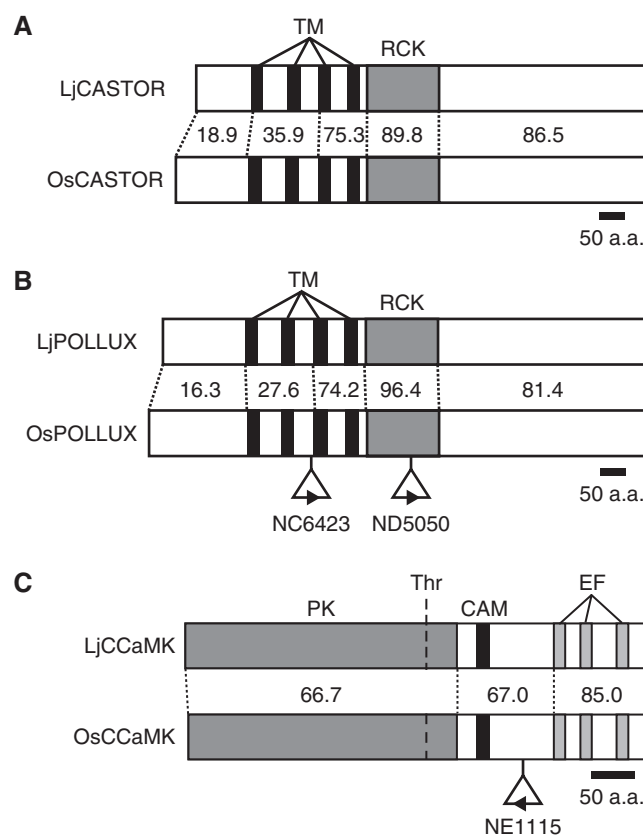 A
TM
RCK
LjCASTOR
18.9 35.9 75.3 89.8 86.5
OsCASTOR
50 a.a.
B
TM
RCK
LjPOLLUX
16.3 27.6 74.2 96.4 81.4
OsPOLLUX
50 a.a.
NC6423 ND5050
C
Thr EF
PK CAM
LjCCaMK
66.7 67.0 85.0
OsCCaMK
50 a.a.
NE1115